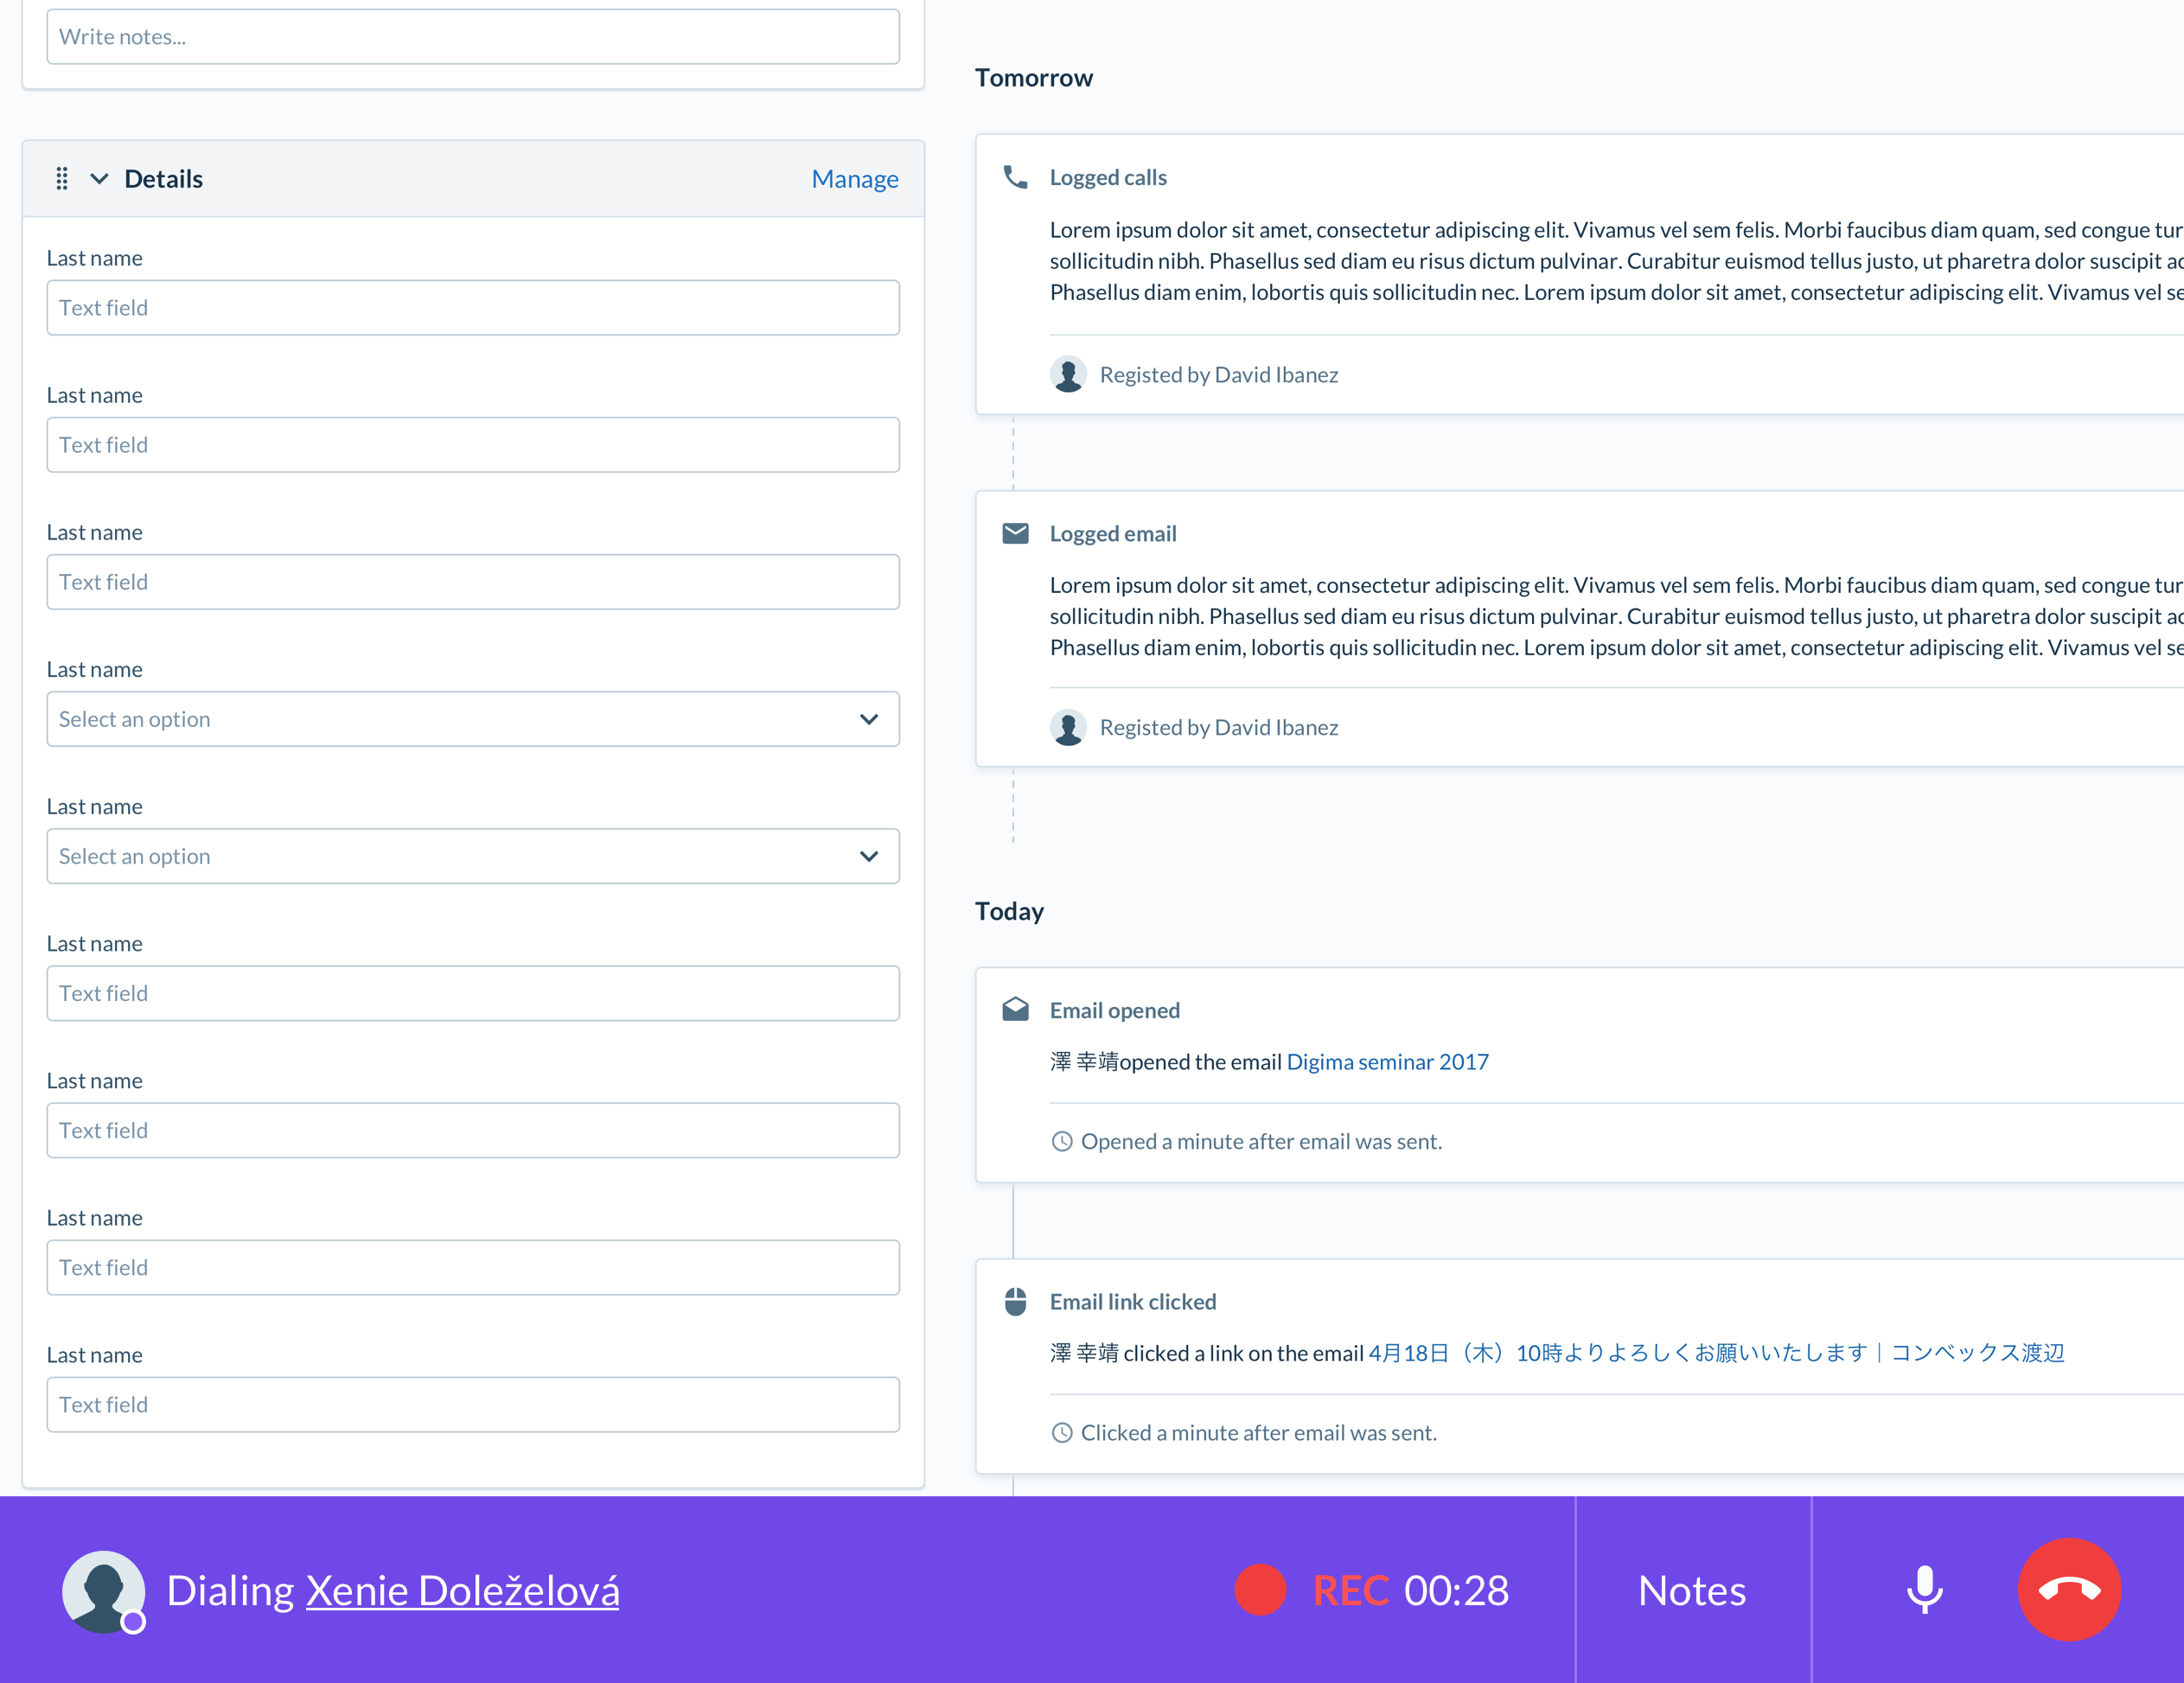 Write notes...
Details
Manage
Last name
Text field
Last name
Text field
Last name
Text field
Last name
Select an option
Last name
Select an option
Last name
Text field
Last name
Text field
Last name
Text field
Last name
Text field
Tomorrow
Logged calls
Lorem ipsum dolor sit amet, consectetur adipiscing elit. Vivamus vel sem felis. Morbi faucibus diam quam, sed congue tur
sollicitudin nibh. Phasellus sed diam eu risus dictum pulvinar. Curabitur euismod tellus justo, ut pharetra dolor suscipit ac
Phasellus diam enim, lobortis quis sollicitudin nec. Lorem ipsum dolor sit amet, consectetur adipiscing elit. Vivamus vel se
Registed by David Ibanez
Logged email
Lorem ipsum dolor sit amet, consectetur adipiscing elit. Vivamus vel sem felis. Morbi faucibus diam quam, sed congue tur
sollicitudin nibh. Phasellus sed diam eu risus dictum pulvinar. Curabitur euismod tellus justo, ut pharetra dolor suscipit ac
Phasellus diam enim, lobortis quis sollicitudin nec. Lorem ipsum dolor sit amet, consectetur adipiscing elit. Vivamus vel se
Registed by David Ibanez
Today
Email opened
澤 幸靖opened the email Digima seminar 2017
Opened a minute after email was sent.
Email link clicked
澤 幸靖 clicked a link on the email 4月18日（木）10時よりよろしくお願いいたします｜コンベックス渡辺
Clicked a minute after email was sent.
Dialing Xenie Doleželová
REC 00:28
Notes